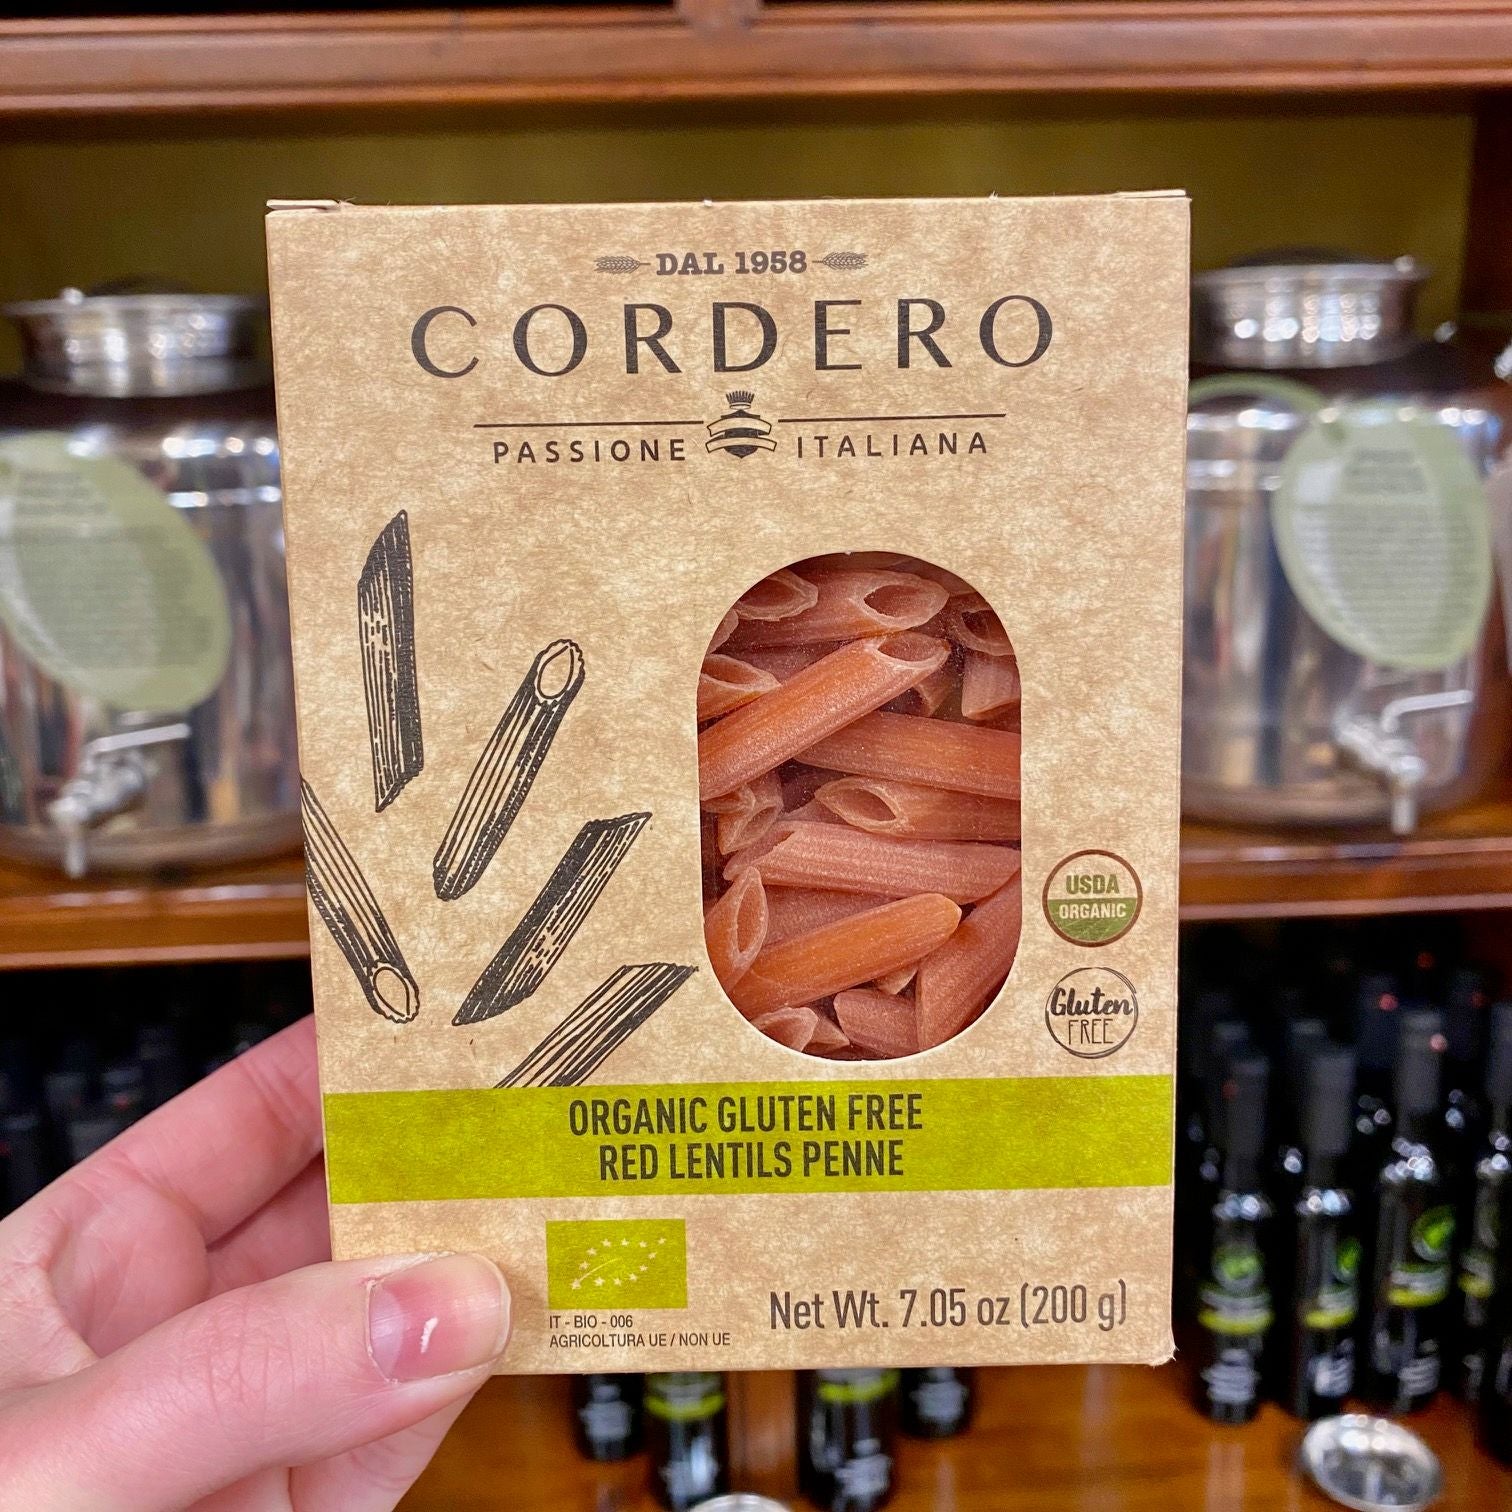 DAL 1958
CORDERO
PASSIONE ITALIANA
USDA
ORGANIC
Gluten
FREE
ORGANIC GLUTEN FREE
RED LENTILS PENNE
IT - BIO - 006
AGRICOLTURA UE / NON UE
Net Wt. 7.05 oz (200 g)